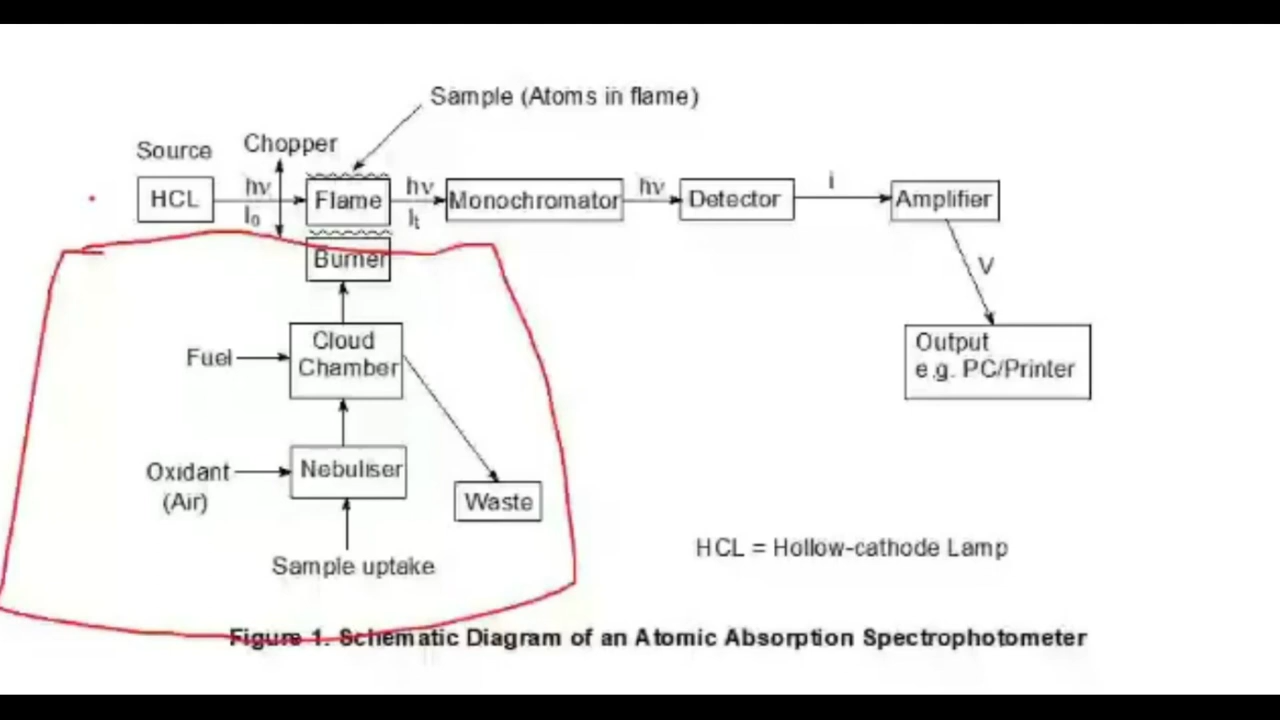 Sample (Atoms in flame)
Source
Chopper
HCL
hν
I₀
Flame
hν
Iₜ
Monochromator
hν
Detector
i
Amplifier
V
Burner
Output
e.g. PC/Printer
Fuel
Cloud
Chamber
Oxidant
(Air)
Nebuliser
Waste
Sample uptake
HCL = Hollow-cathode Lamp
Figure 1. Schematic Diagram of an Atomic Absorption Spectrophotometer